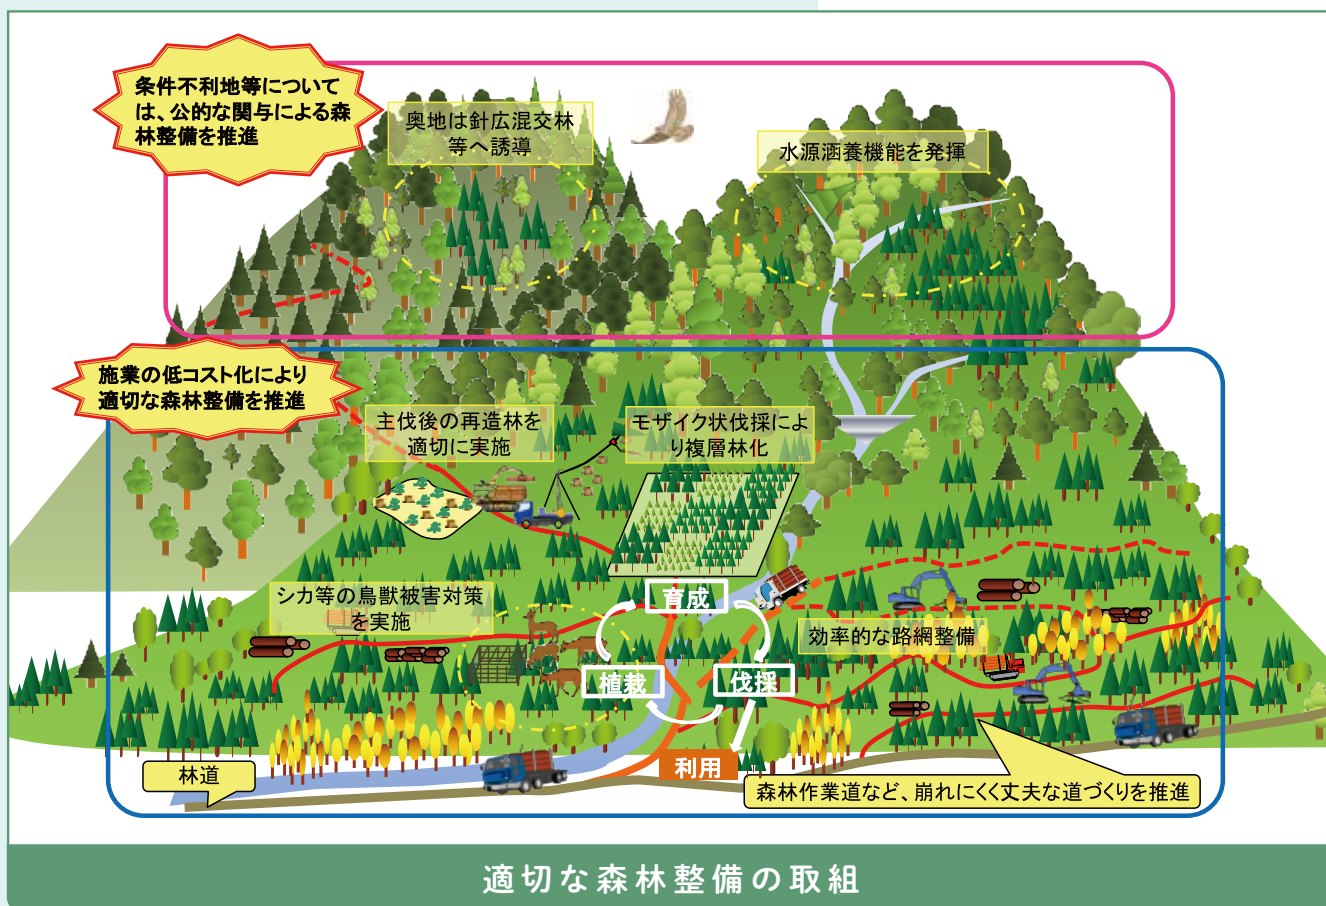 条件不利地等について
は、公的な関与による森
林整備を推進
奥地は針広混交林
等へ誘導
水源涵養機能を発揮
施業の低コスト化により
適切な森林整備を推進
主伐後の再造林を
適切に実施
モザイク状伐採によ
り複層林化
シカ等の鳥獣被害対策
を実施
育成
効率的な路網整備
植栽
伐採
利用
林道
森林作業道など、崩れにくく丈夫な道づくりを推進
適切な森林整備の取組